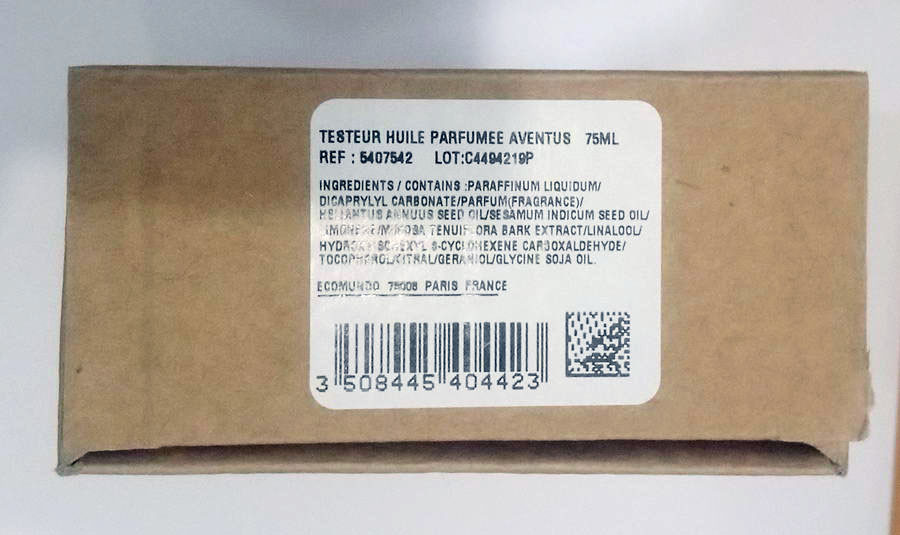 TESTEUR HUILE PARFUMEE AVENTUS 75ML
REF : 5407542 LOT:C4494219P
INGREDIENTS / CONTAINS :PARAFFINUM LIQUIDUM/
DICAPRYLYL CARBONATE/PARFUM(FRAGRANCE)/
ANNUUS SEED OIL/SESAMUM INDICUM SEED OIL/
BARK EXTRACT/LINALOOL/
CARBOXALDEHYDE/
TOCOPHEROL/CITRAL/GERANIOL/GLYCINE SOJA OIL.
ECOMUNDO 75008 PARIS FRANCE
3 508445 404423